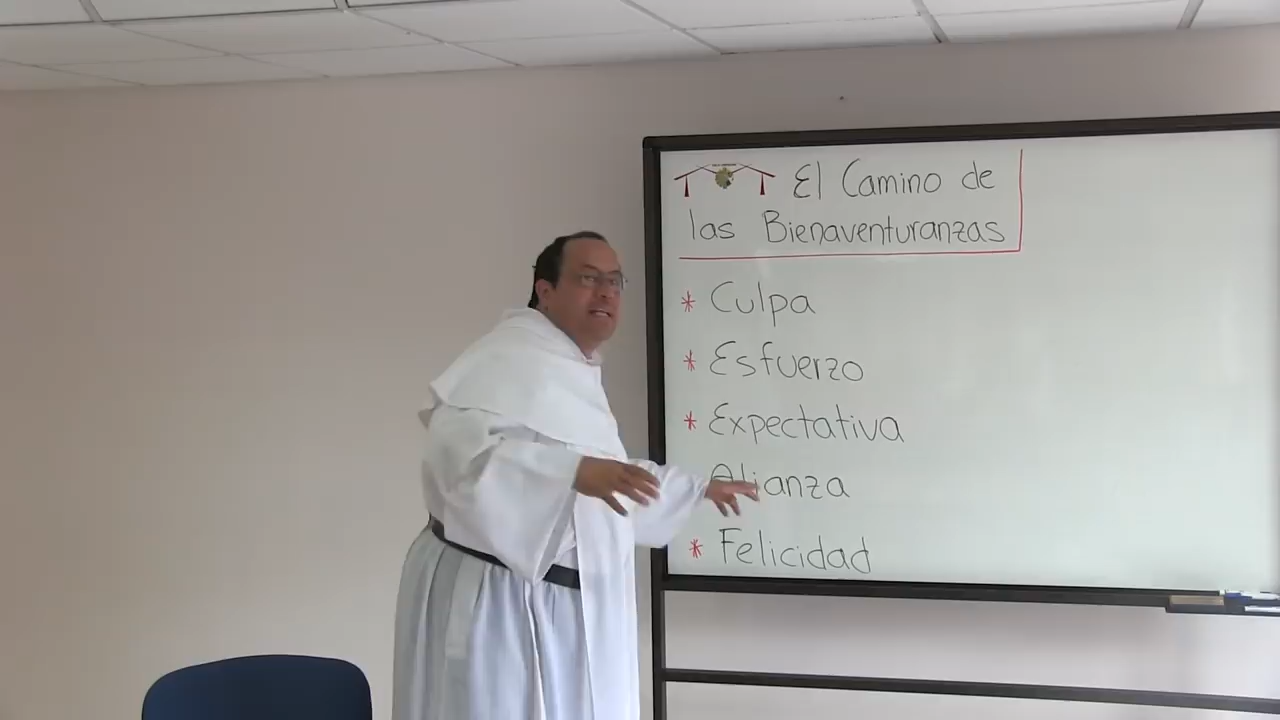 El Camino de
las Bienaventuranzas
* Culpa
* Esfuerzo
* Expectativa
Alianza
* Felicidad